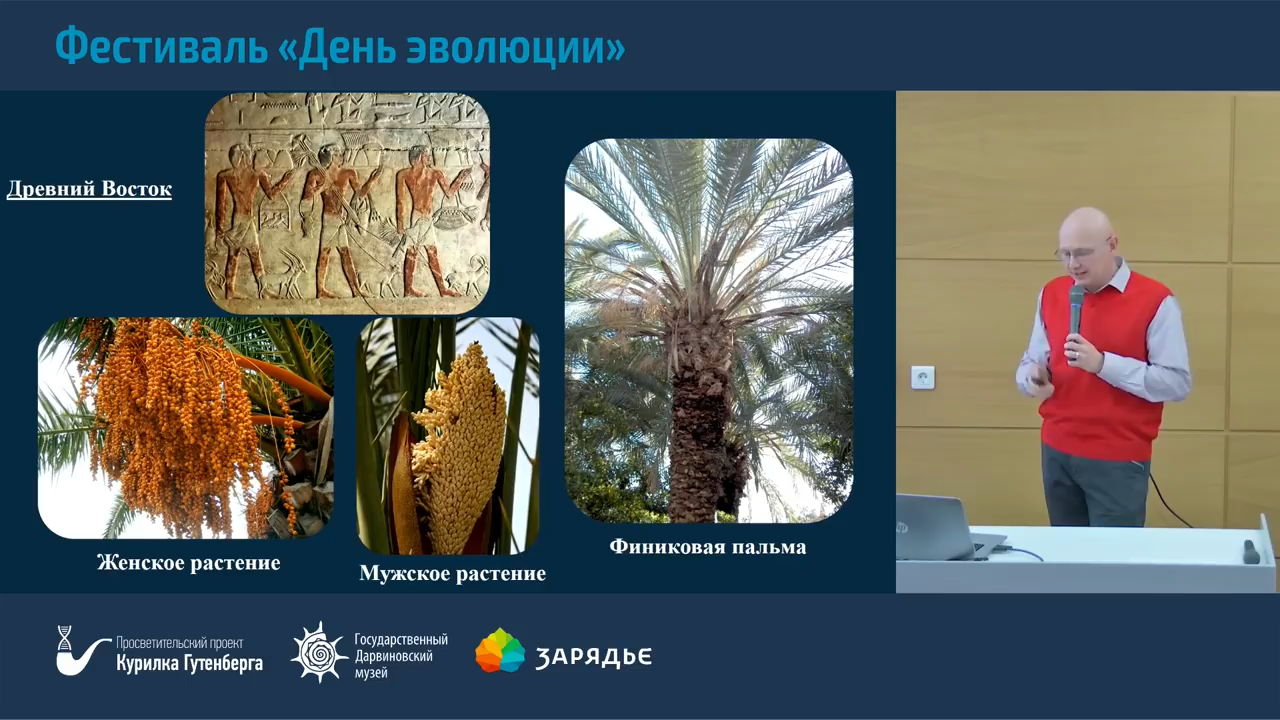 Фестиваль «День эволюции»
Древний Восток
Женское растение
Мужское растение
Финиковая пальма
Просветительский проект
Курилка Гутенберга
Государственный
Дарвиновский
музей
ЗАРЯДЬЕ